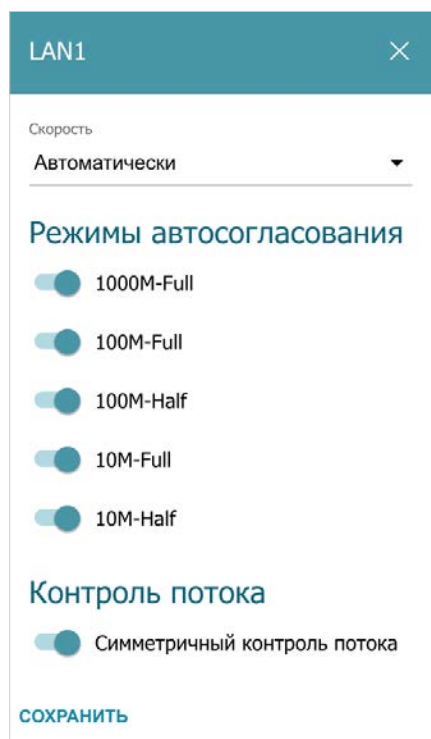 LAN1
Скорость
Автоматически
Режимы автосогласования
1000M-Full
100M-Full
100M-Half
10M-Full
10M-Half
Контроль потока
Симметричный контроль потока
СОХРАНИТЬ